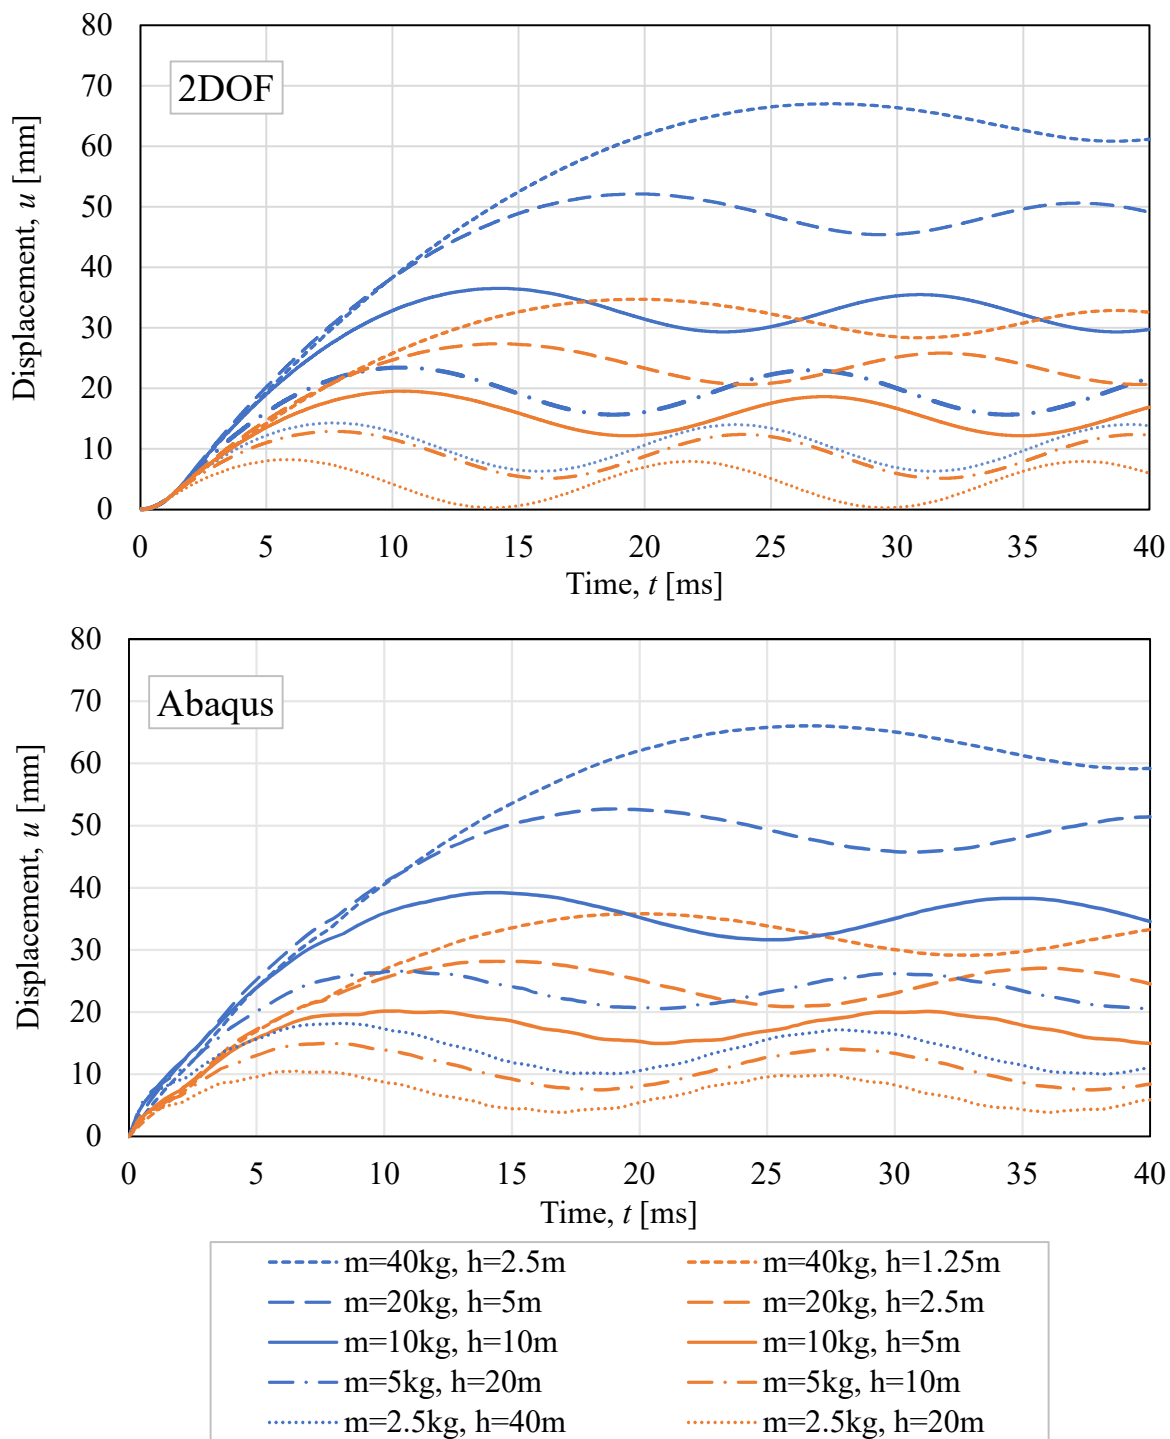 80
70
60
50
40
30
20
10
0
Displacement, u [mm]
2DOF
0 5 10 15 20 25 30 35 40
Time, t [ms]
80
70
60
50
40
30
20
10
0
Displacement, u [mm]
Abaqus
0 5 10 15 20 25 30 35 40
Time, t [ms]
m=40kg, h=2.5m m=40kg, h=1.25m
m=20kg, h=5m m=20kg, h=2.5m
m=10kg, h=10m m=10kg, h=5m
m=5kg, h=20m m=5kg, h=10m
m=2.5kg, h=40m m=2.5kg, h=20m